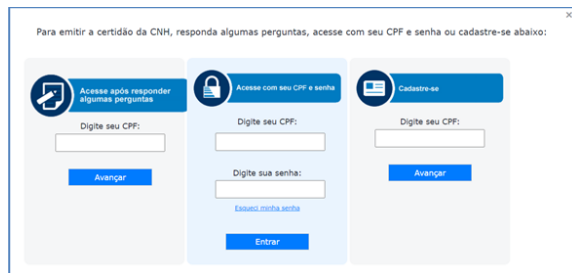 ×
Para emitir a certidão da CNH, responda algumas perguntas, acesse com seu CPF e senha ou cadastre-se abaixo:
Acesse após responder
algumas perguntas
Digite seu CPF:
Avançar
Acesse com seu CPF e senha
Digite seu CPF:
Digite sua senha:
Esqueci minha senha
Entrar
Cadastre-se
Digite seu CPF:
Avançar